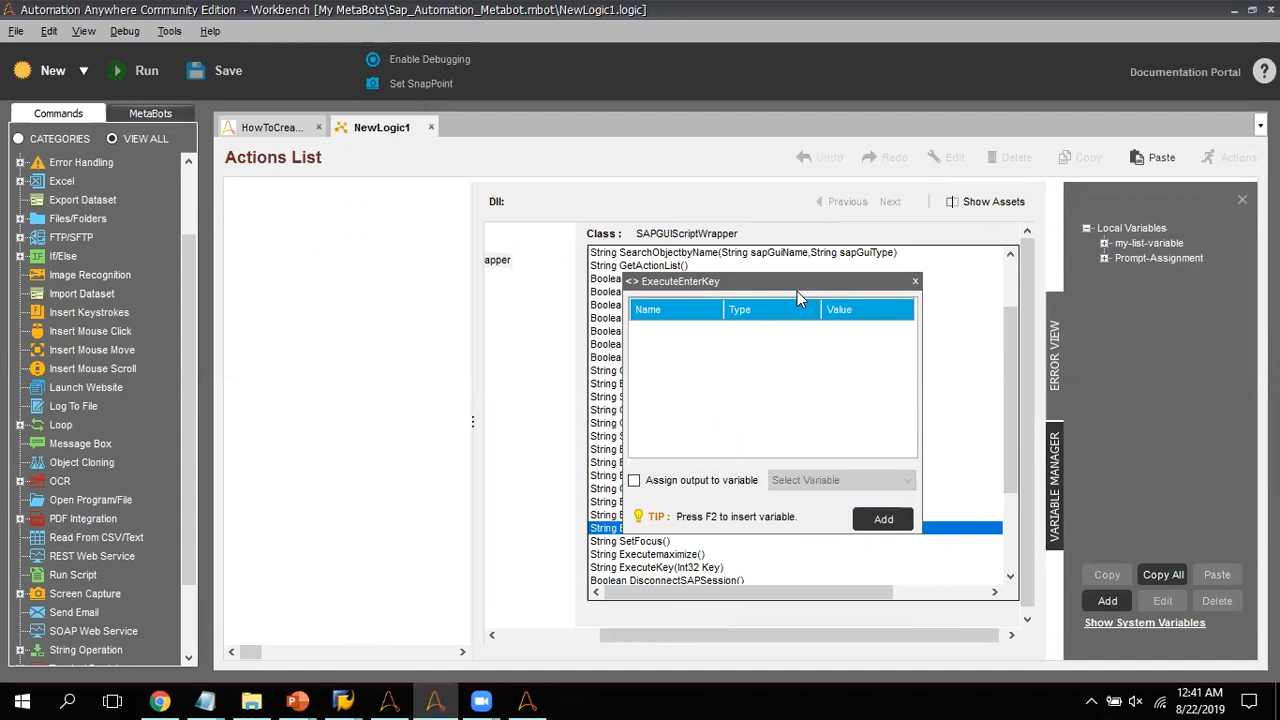 Automation Anywhere Community Edition - Workbench [My MetaBots\Sap_Automation_Metabot.mbot\NewLogic1.logic]
File Edit View Debug Tools Help
New Run Save
Enable Debugging
Set SnapPoint
Documentation Portal ?
Commands MetaBots
CATEGORIES VIEW ALL
Error Handling
Excel
Export Dataset
Files/Folders
FTP/SFTP
If/Else
Image Recognition
Import Dataset
Insert Keystrokes
Insert Mouse Click
Insert Mouse Move
Insert Mouse Scroll
Launch Website
Log To File
Loop
Message Box
Object Cloning
OCR
Open Program/File
PDF Integration
Read From CSV/Text
REST Web Service
Run Script
Screen Capture
Send Email
SOAP Web Service
String Operation
HowToCrea... × NewLogic1 ×
Actions List
Undo Redo Edit Delete Copy Paste Actions
Dll:
Previous Next Show Assets
apper
Class : SAPGUIScriptWrapper
String SearchObjectbyName(String sapGuiName,String sapGuiType)
String GetActionList()
<> ExecuteEnterKey x
Name Type Value
Assign output to variable Select Variable
TIP : Press F2 to insert variable.
Add
String SetFocus()
String Executemaximize()
String ExecuteKey(Int32 Key)
Boolean DisconnectSAPSession()
ERROR VIEW
VARIABLE MANAGER
Local Variables
my-list-variable
Prompt-Assignment
Copy Copy All Paste
Add Edit Delete
Show System Variables
12:41 AM
8/22/2019